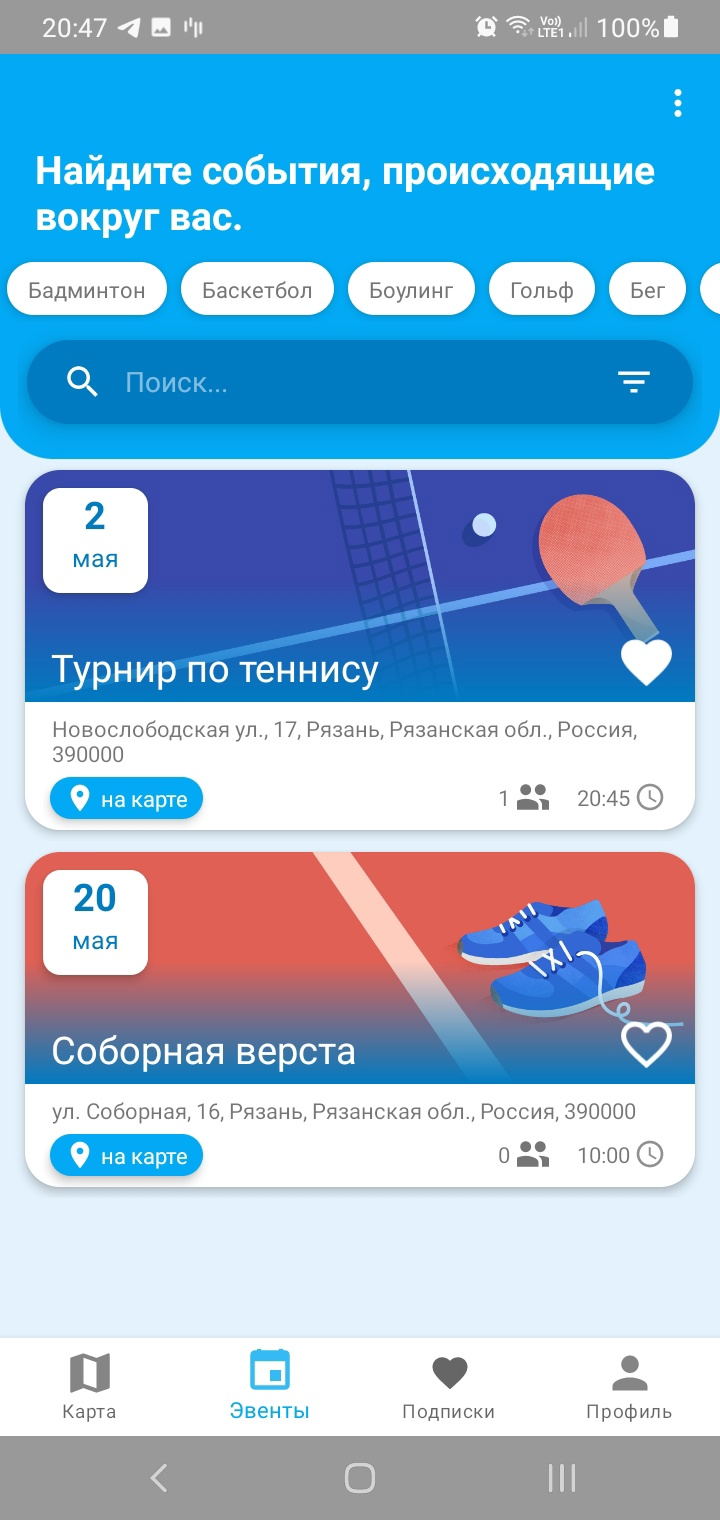 20:47
Vo))
LTE1
100%
Найдите события, происходящие
вокруг вас.
Бадминтон
Баскетбол
Боулинг
Гольф
Бег
Поиск...
2
мая
Турнир по теннису
Новослободская ул., 17, Рязань, Рязанская обл., Россия,
390000
на карте
1
20:45
20
мая
Соборная верста
ул. Соборная, 16, Рязань, Рязанская обл., Россия, 390000
на карте
0
10:00
Карта
Эвенты
Подписки
Профиль